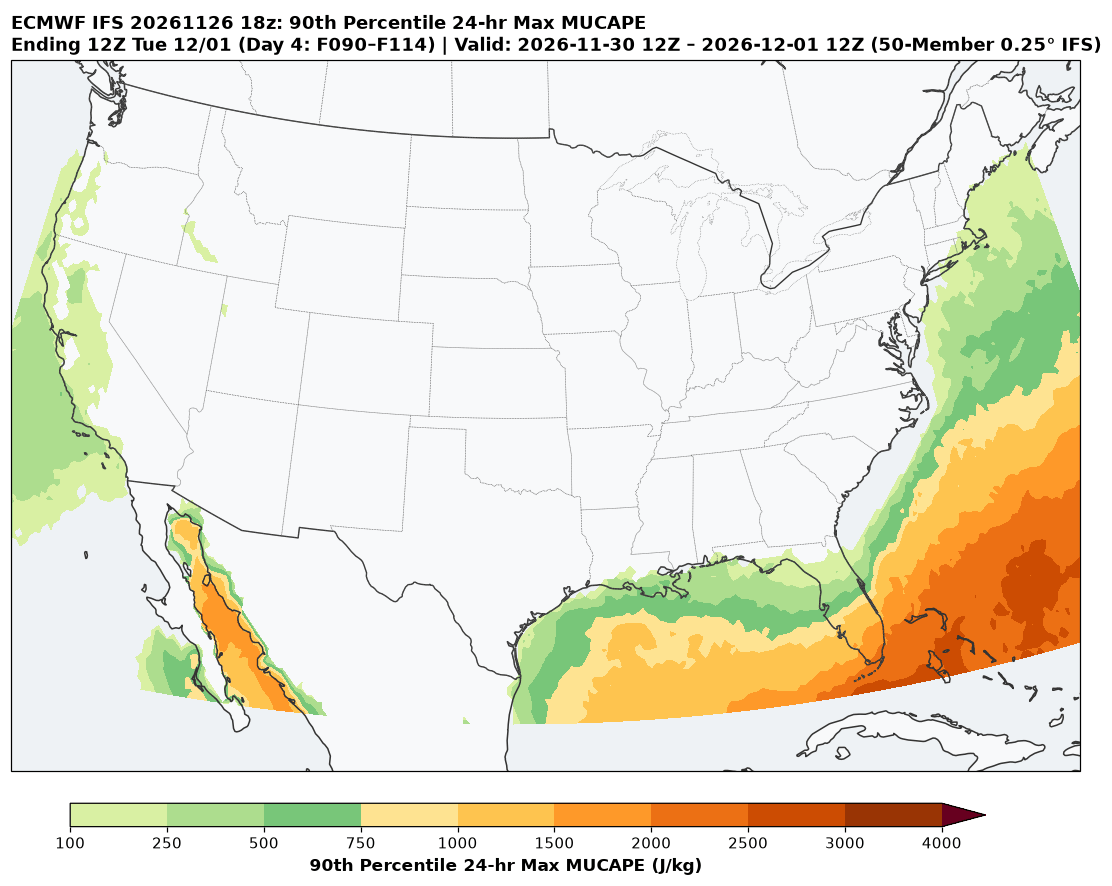 ECMWF IFS 20261126 18z: 90th Percentile 24-hr Max MUCAPE
Ending 12Z Tue 12/01 (Day 4: F090–F114) | Valid: 2026-11-30 12Z – 2026-12-01 12Z (50-Member 0.25° IFS)
100 250 500 750 1000 1500 2000 2500 3000 4000
90th Percentile 24-hr Max MUCAPE (J/kg)